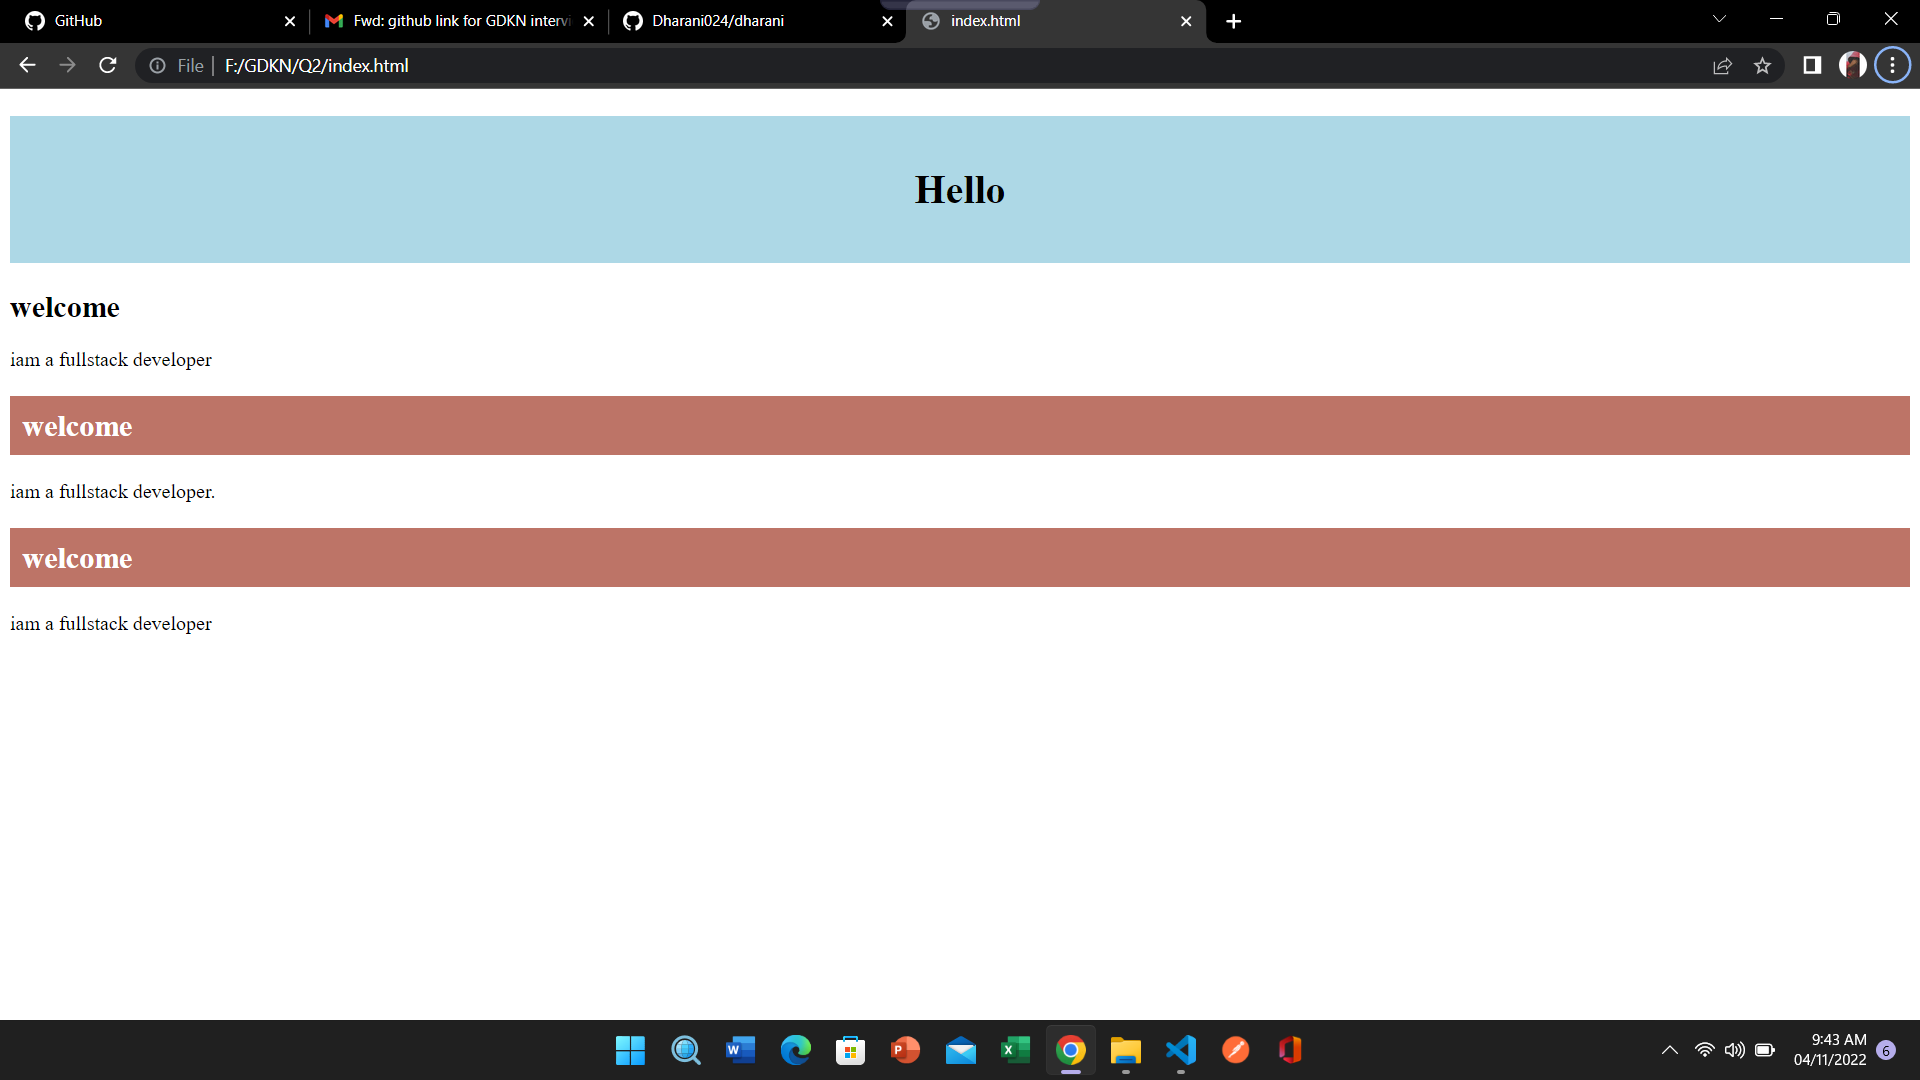 GitHub
Fwd: github link for GDKN intervi
Dharani024/dharani
index.html
File
F:/GDKN/Q2/index.html
Hello
welcome
iam a fullstack developer
welcome
iam a fullstack developer.
welcome
iam a fullstack developer
9:43 AM
04/11/2022
6